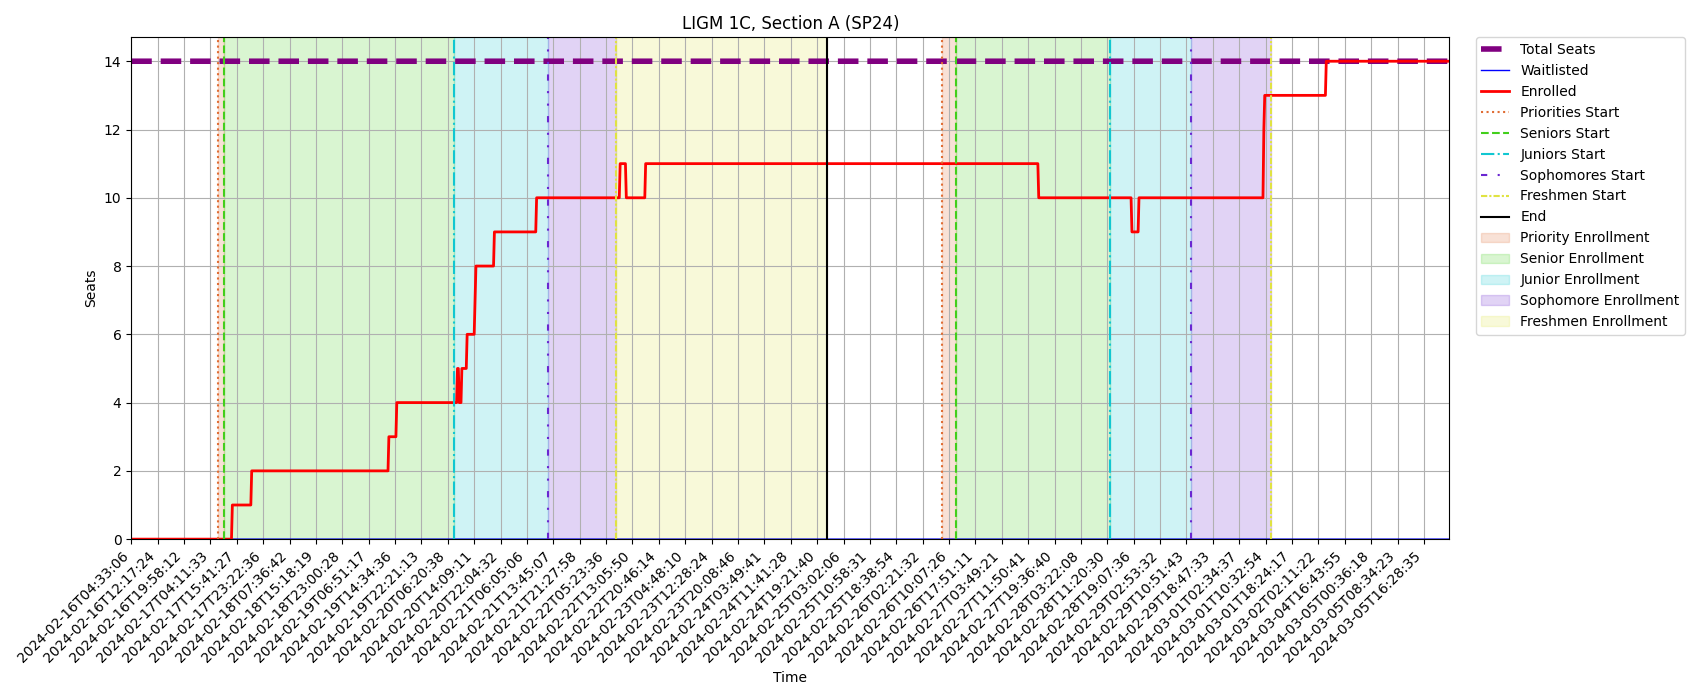 LIGM 1C, Section A (SP24)
14
12
10
8
6
4
2
0
Seats
2024-02-16T04:33:06
2024-02-16T12:17:24
2024-02-16T19:58:12
2024-02-17T04:11:33
2024-02-17T15:41:27
2024-02-17T23:22:36
2024-02-18T07:36:42
2024-02-18T15:18:19
2024-02-18T23:00:28
2024-02-19T06:51:17
2024-02-19T14:34:36
2024-02-19T22:21:13
2024-02-20T06:20:38
2024-02-20T14:09:11
2024-02-20T22:04:32
2024-02-21T06:05:06
2024-02-21T13:45:07
2024-02-21T21:27:58
2024-02-22T05:23:36
2024-02-22T13:05:50
2024-02-22T20:46:14
2024-02-23T04:48:10
2024-02-23T12:28:24
2024-02-23T20:08:46
2024-02-24T03:49:41
2024-02-24T11:41:28
2024-02-24T19:21:40
2024-02-25T03:02:06
2024-02-25T10:58:31
2024-02-25T18:38:54
2024-02-26T02:21:32
2024-02-26T10:07:26
2024-02-26T17:51:11
2024-02-27T03:49:21
2024-02-27T11:50:41
2024-02-27T19:36:40
2024-02-28T03:22:08
2024-02-28T11:20:30
2024-02-28T19:07:36
2024-02-29T02:53:32
2024-02-29T10:51:43
2024-02-29T18:47:33
2024-03-01T02:34:37
2024-03-01T10:32:54
2024-03-01T18:24:17
2024-03-02T02:11:22
2024-03-04T16:43:55
2024-03-05T00:36:18
2024-03-05T08:34:23
2024-03-05T16:28:35
Time
Total Seats
Waitlisted
Enrolled
Priorities Start
Seniors Start
Juniors Start
Sophomores Start
Freshmen Start
End
Priority Enrollment
Senior Enrollment
Junior Enrollment
Sophomore Enrollment
Freshmen Enrollment